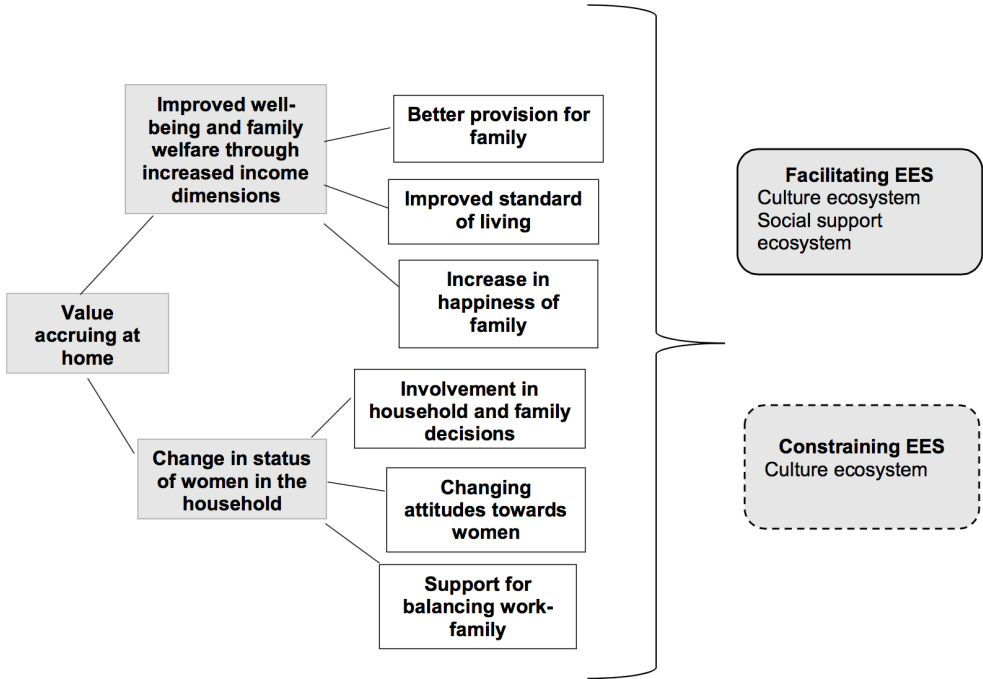 Improved well-
being and family
welfare through
increased income
dimensions
Better provision for
family
Improved standard
of living
Increase in
happiness of
family
Value
accruing at
home
Involvement in
household and family
decisions
Change in status
of women in the
household
Changing
attitudes towards
women
Support for
balancing work-
family
Facilitating EES
Culture ecosystem
Social support
ecosystem
Constraining EES
Culture ecosystem